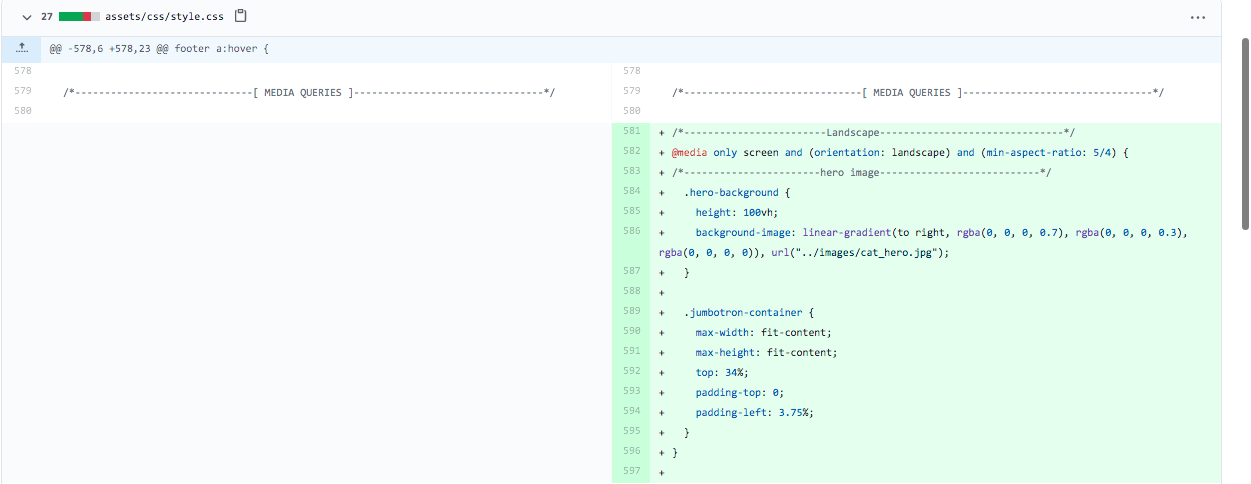 27 assets/css/style.css
@@ -578,6 +578,23 @@ footer a:hover {
578 578
579 /*------------------------------[ MEDIA QUERIES ]--------------------------------*/ 579 /*------------------------------[ MEDIA QUERIES ]--------------------------------*/
580 580
581 + /*------------------------Landscape-------------------------------*/
582 + @media only screen and (orientation: landscape) and (min-aspect-ratio: 5/4) {
583 + /*-----------------------hero image---------------------------*/
584 + .hero-background {
585 + height: 100vh;
586 + background-image: linear-gradient(to right, rgba(0, 0, 0, 0.7), rgba(0, 0, 0, 0.3),
rgba(0, 0, 0, 0)), url("../images/cat_hero.jpg");
587 + }
588 +
589 + .jumbotron-container {
590 + max-width: fit-content;
591 + max-height: fit-content;
592 + top: 34%;
593 + padding-top: 0;
594 + padding-left: 3.75%;
595 + }
596 + }
597 +